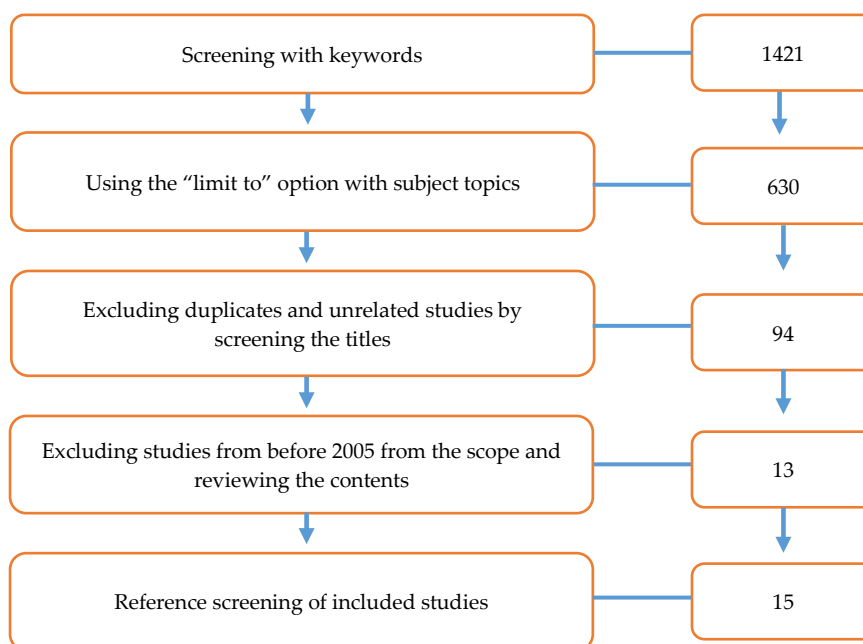 Screening with keywords
1421
Using the “limit to” option with subject topics
630
Excluding duplicates and unrelated studies by
screening the titles
94
Excluding studies from before 2005 from the scope and
reviewing the contents
13
Reference screening of included studies
15